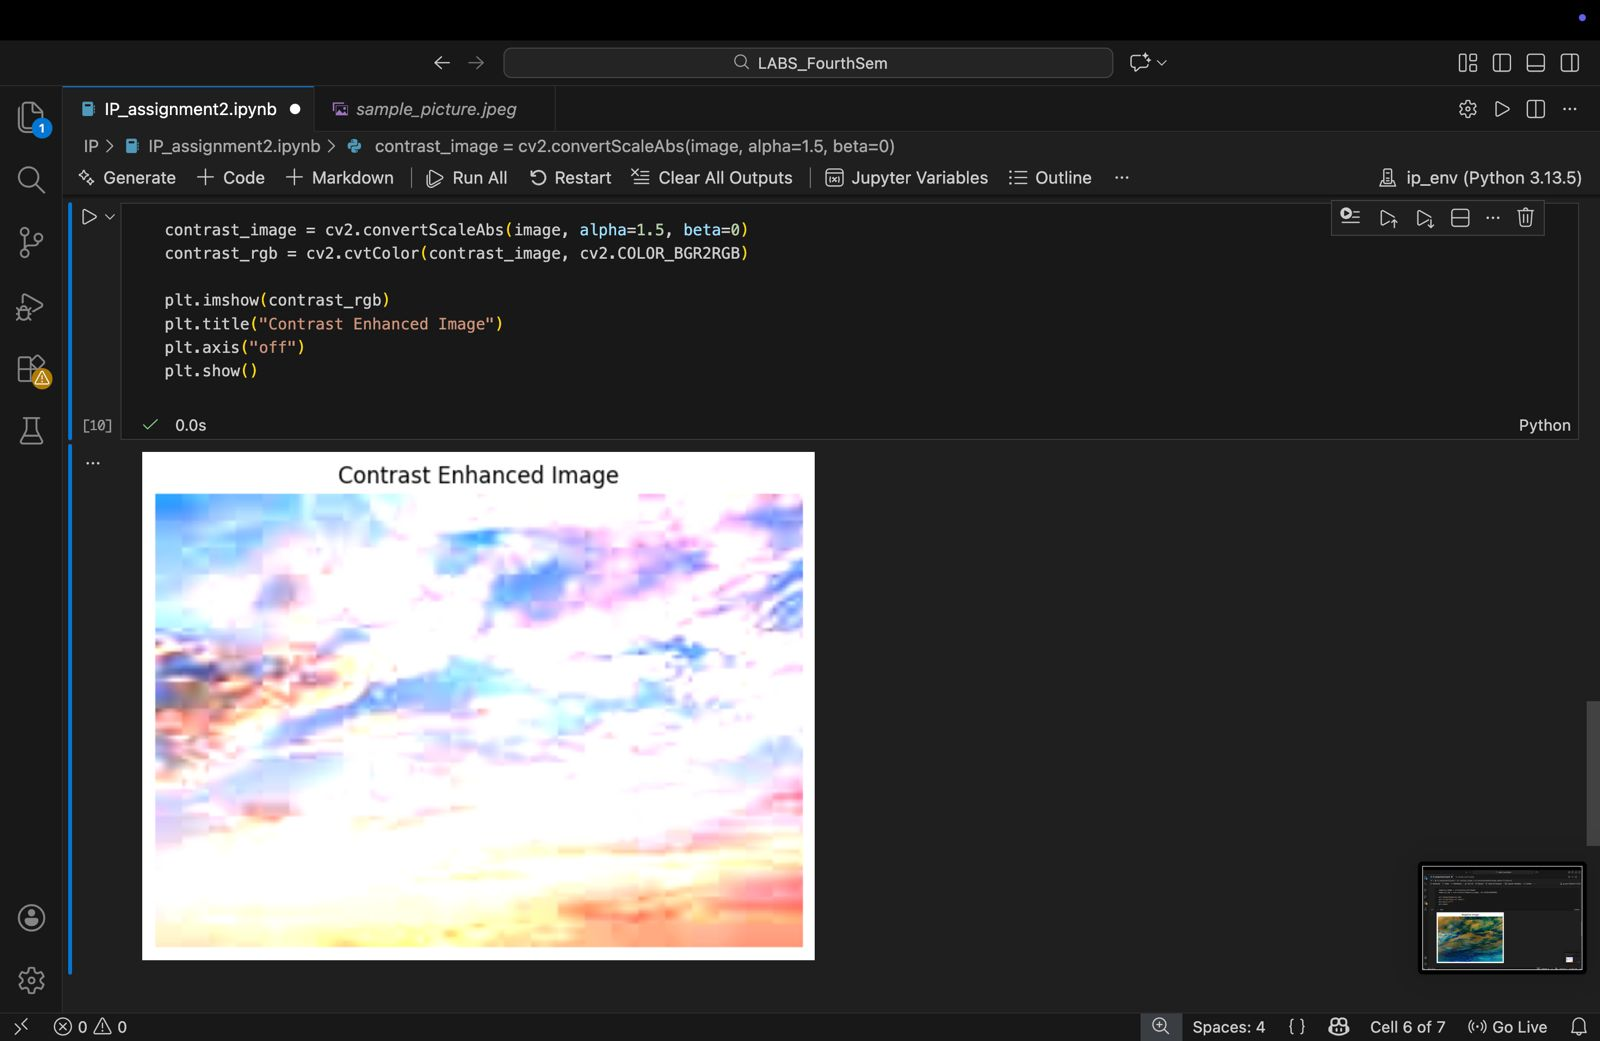 LABS_FourthSem
IP_assignment2.ipynb
sample_picture.jpeg
1
IP > IP_assignment2.ipynb > contrast_image = cv2.convertScaleAbs(image, alpha=1.5, beta=0)
Generate + Code + Markdown | Run All Restart Clear All Outputs | Jupyter Variables Outline ... ip_env (Python 3.13.5)
contrast_image = cv2.convertScaleAbs(image, alpha=1.5, beta=0)
contrast_rgb = cv2.cvtColor(contrast_image, cv2.COLOR_BGR2RGB)
plt.imshow(contrast_rgb)
plt.title("Contrast Enhanced Image")
plt.axis("off")
plt.show()
[10] 0.0s Python
Contrast Enhanced Image
0 0 Spaces: 4 {} Cell 6 of 7 Go Live